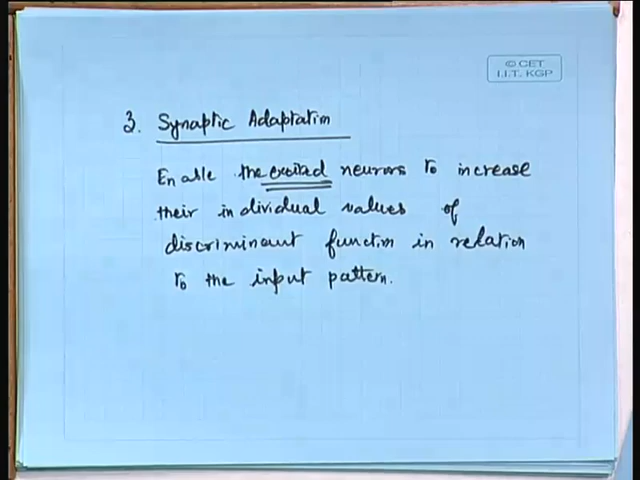 © CET
I.I.T. KGP
3. Synaptic Adaptation
Enable the excited neurons to increase
their individual values of
discriminant function in relation
to the input pattern.